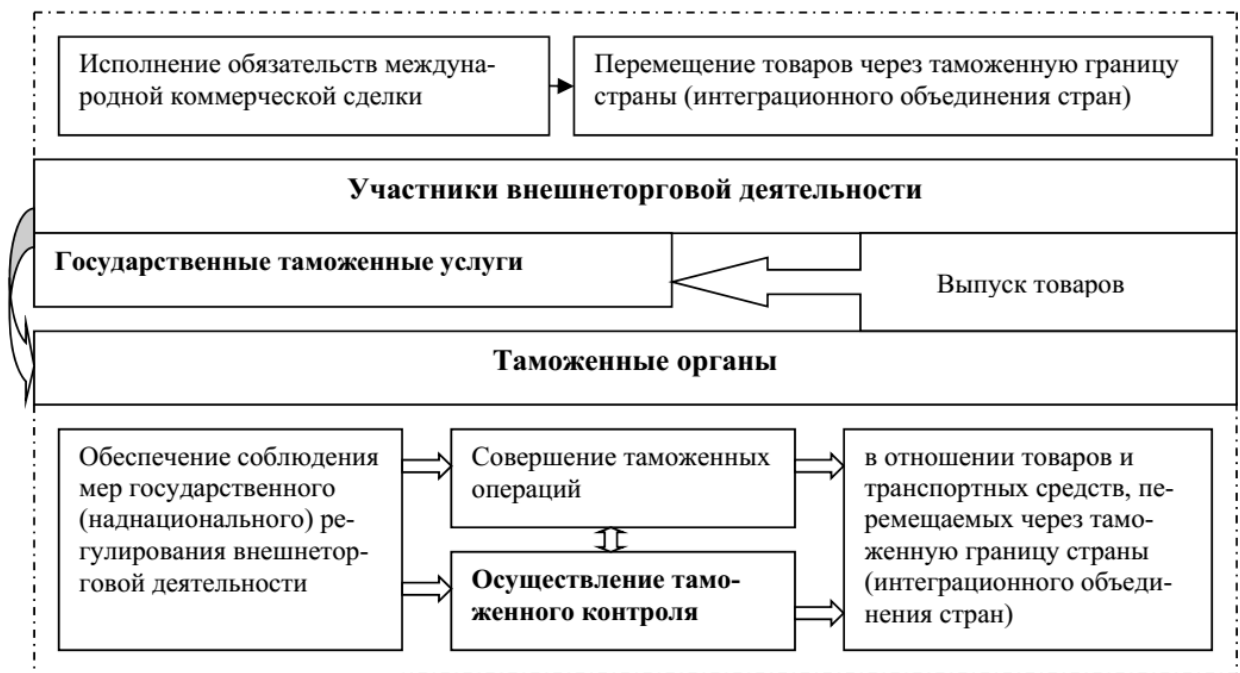 Исполнение обязательств междуна-
родной коммерческой сделки
Перемещение товаров через таможенную границу
страны (интеграционного объединения стран)
Участники внешнеторговой деятельности
Государственные таможенные услуги
Выпуск товаров
Таможенные органы
Обеспечение соблюдения
мер государственного
(наднационального) ре-
гулирования внешнетор-
говой деятельности
Совершение таможенных
операций
Осуществление тамо-
женного контроля
в отношении товаров и
транспортных средств, пе-
ремещаемых через тамо-
женную границу страны
(интеграционного объеди-
нения стран)